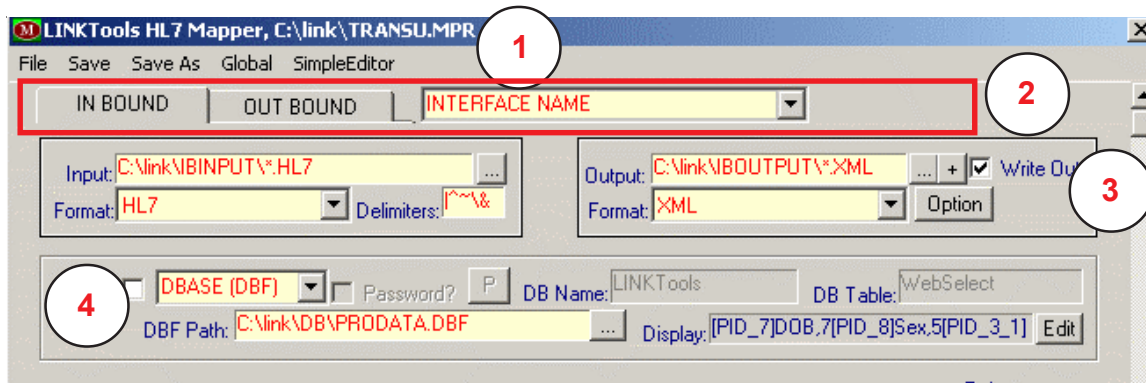 LINKTools HL7 Mapper, C:\link\TRANSU.MPR
1
File Save Save As Global SimpleEditor
IN BOUND OUT BOUND INTERFACE NAME
2
Input: C:\link\IBINPUT\*.HL7 ...
Output: C:\link\IBOUTPUT\*.XML ... + Write Out
Format: HL7 Delimiters: |^~\&
Format: XML Option
3
4
DBASE (DBF) Password? P DB Name: LINKTools DB Table: WebSelect
DBF Path: C:\link\DB\PRODATA.DBF ... Display: [PID_7]DOB,7[PID_8]Sex,5[PID_3_1] Edit